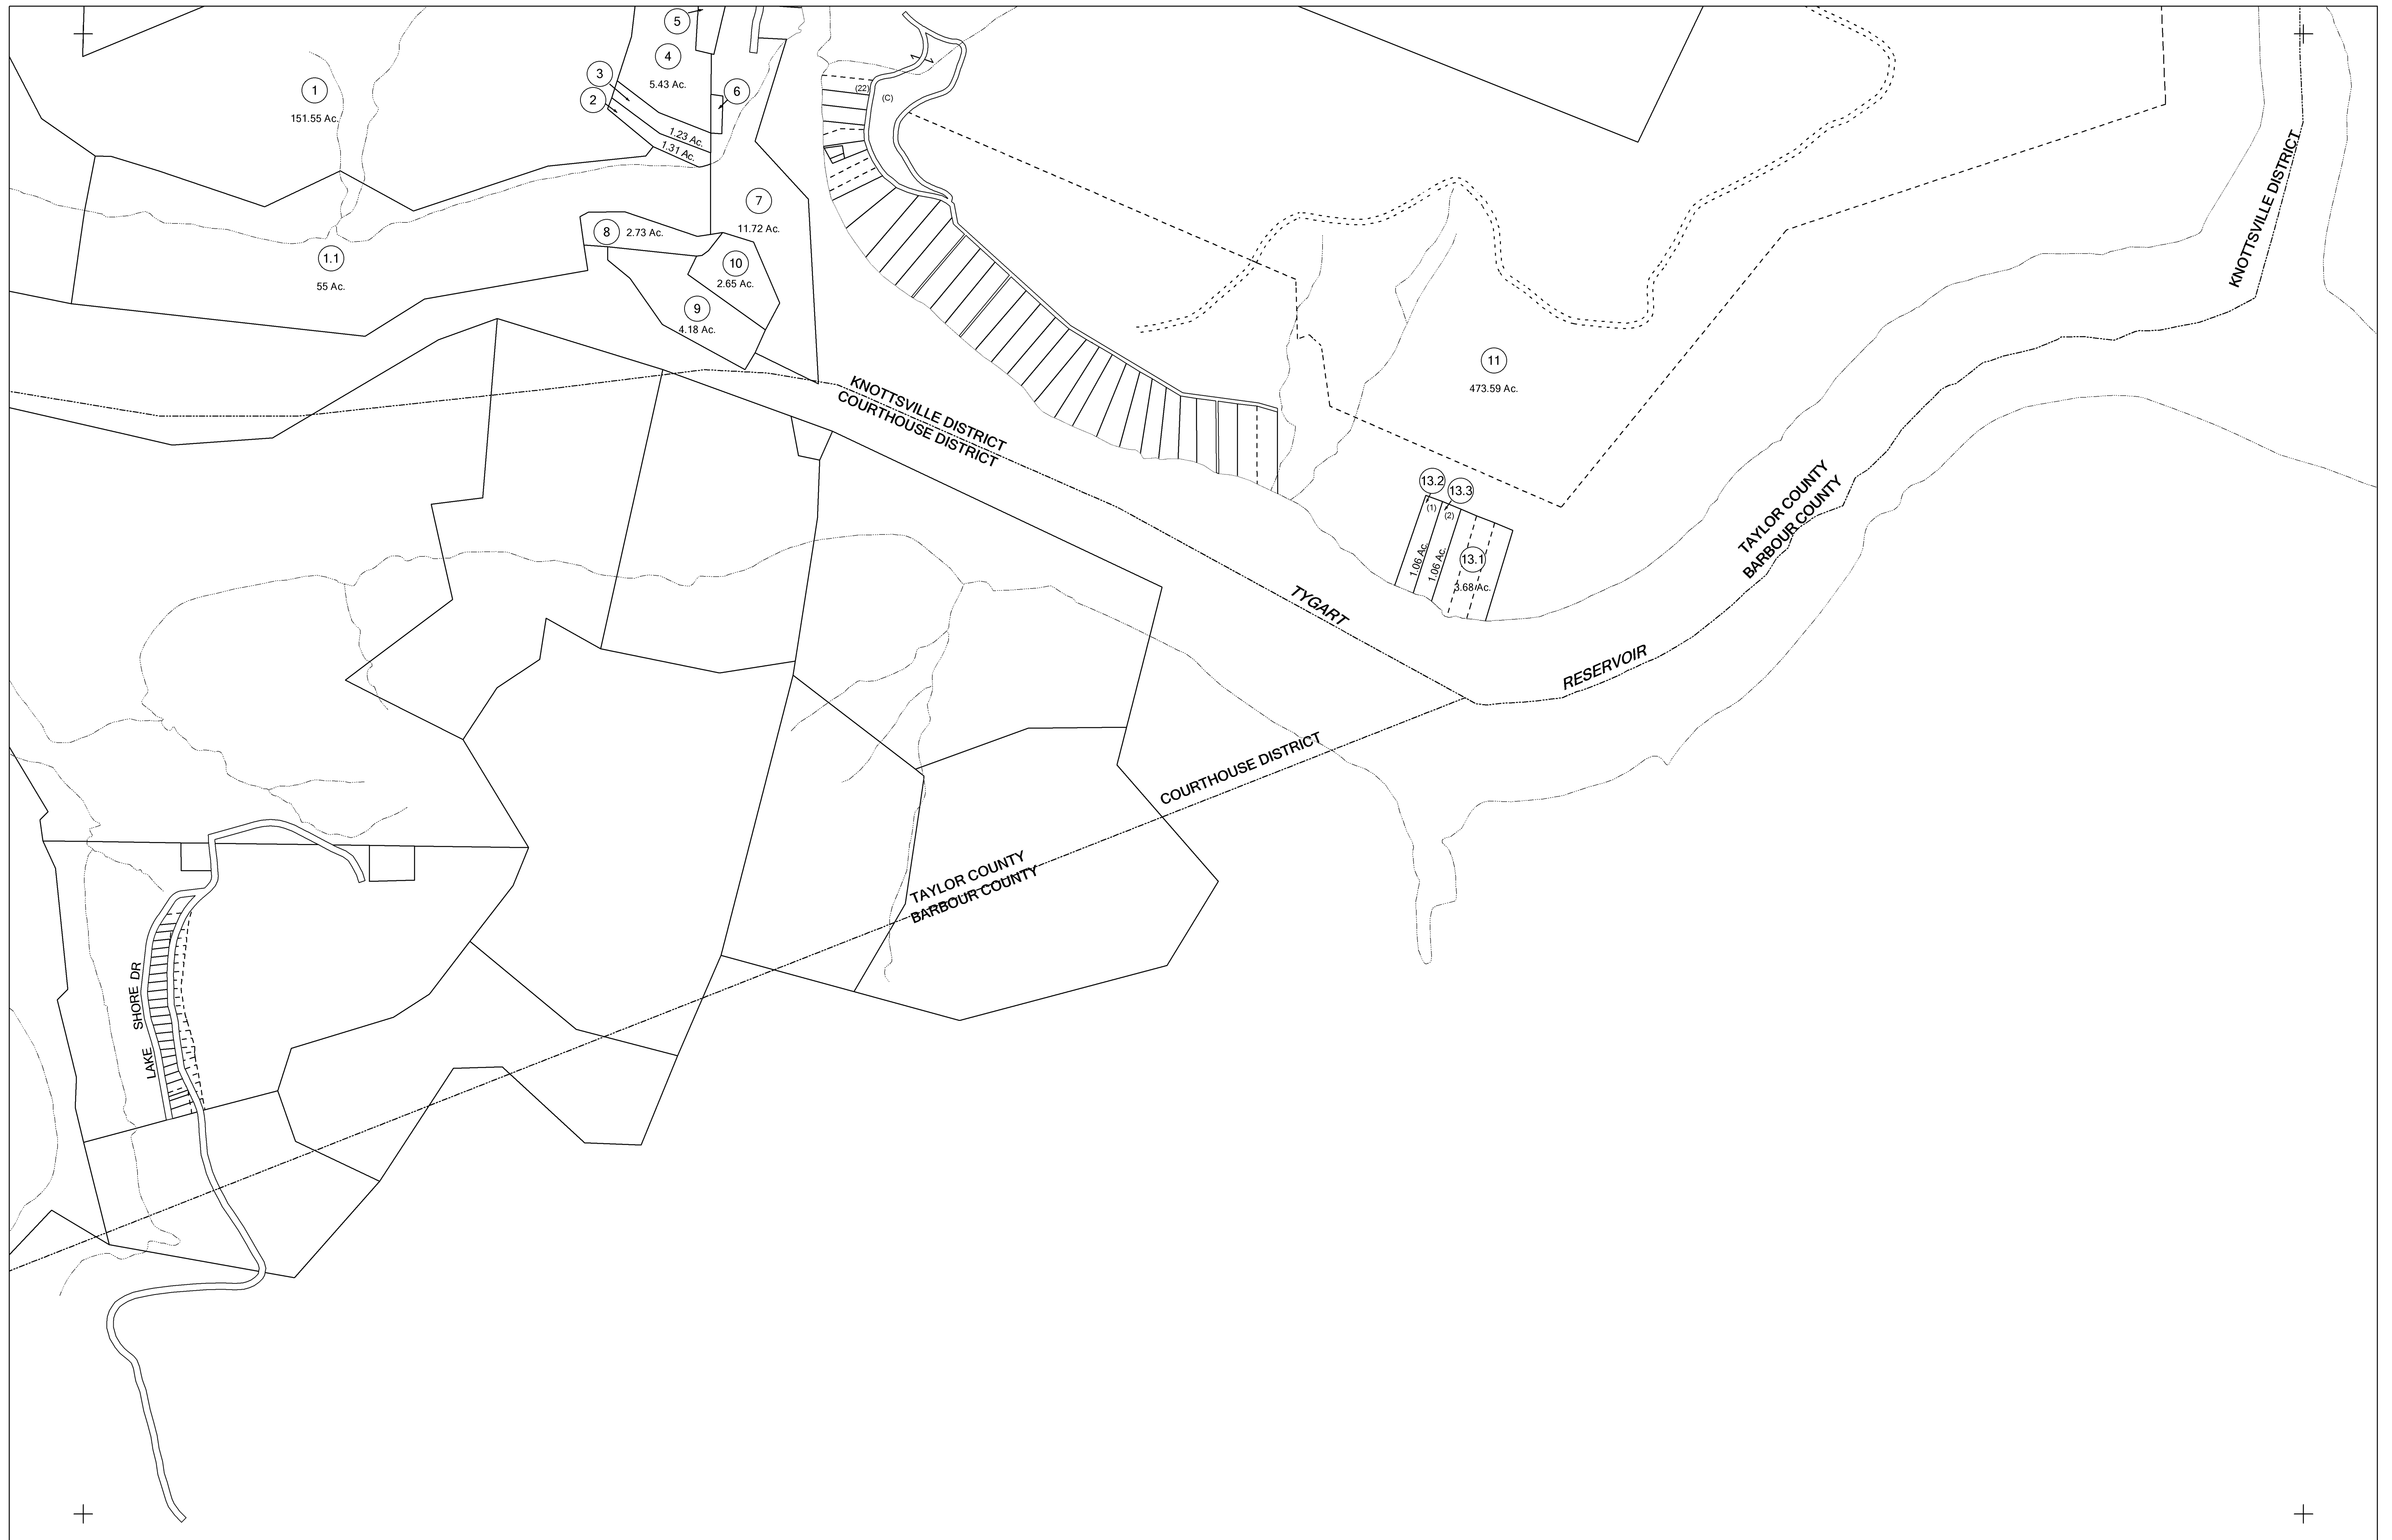 5
4
5.43 Ac.
3
2
6
1
151.55 Ac.
1.23 Ac.
1.31 Ac.
(22)
(C)
7
11.72 Ac.
8
2.73 Ac.
1.1
55 Ac.
10
2.65 Ac.
9
4.18 Ac.
KNOTTSVILLE DISTRICT
KNOTTSVILLE DISTRICT
COURTHOUSE DISTRICT
11
473.59 Ac.
13.2
13.3
(1)
(2)
1.06 Ac.
1.06 Ac.
13.1
3.68 Ac.
TAYLOR COUNTY
BARBOUR COUNTY
TYGART
RESERVOIR
COURTHOUSE DISTRICT
TAYLOR COUNTY
BARBOUR COUNTY
LAKE SHORE DR